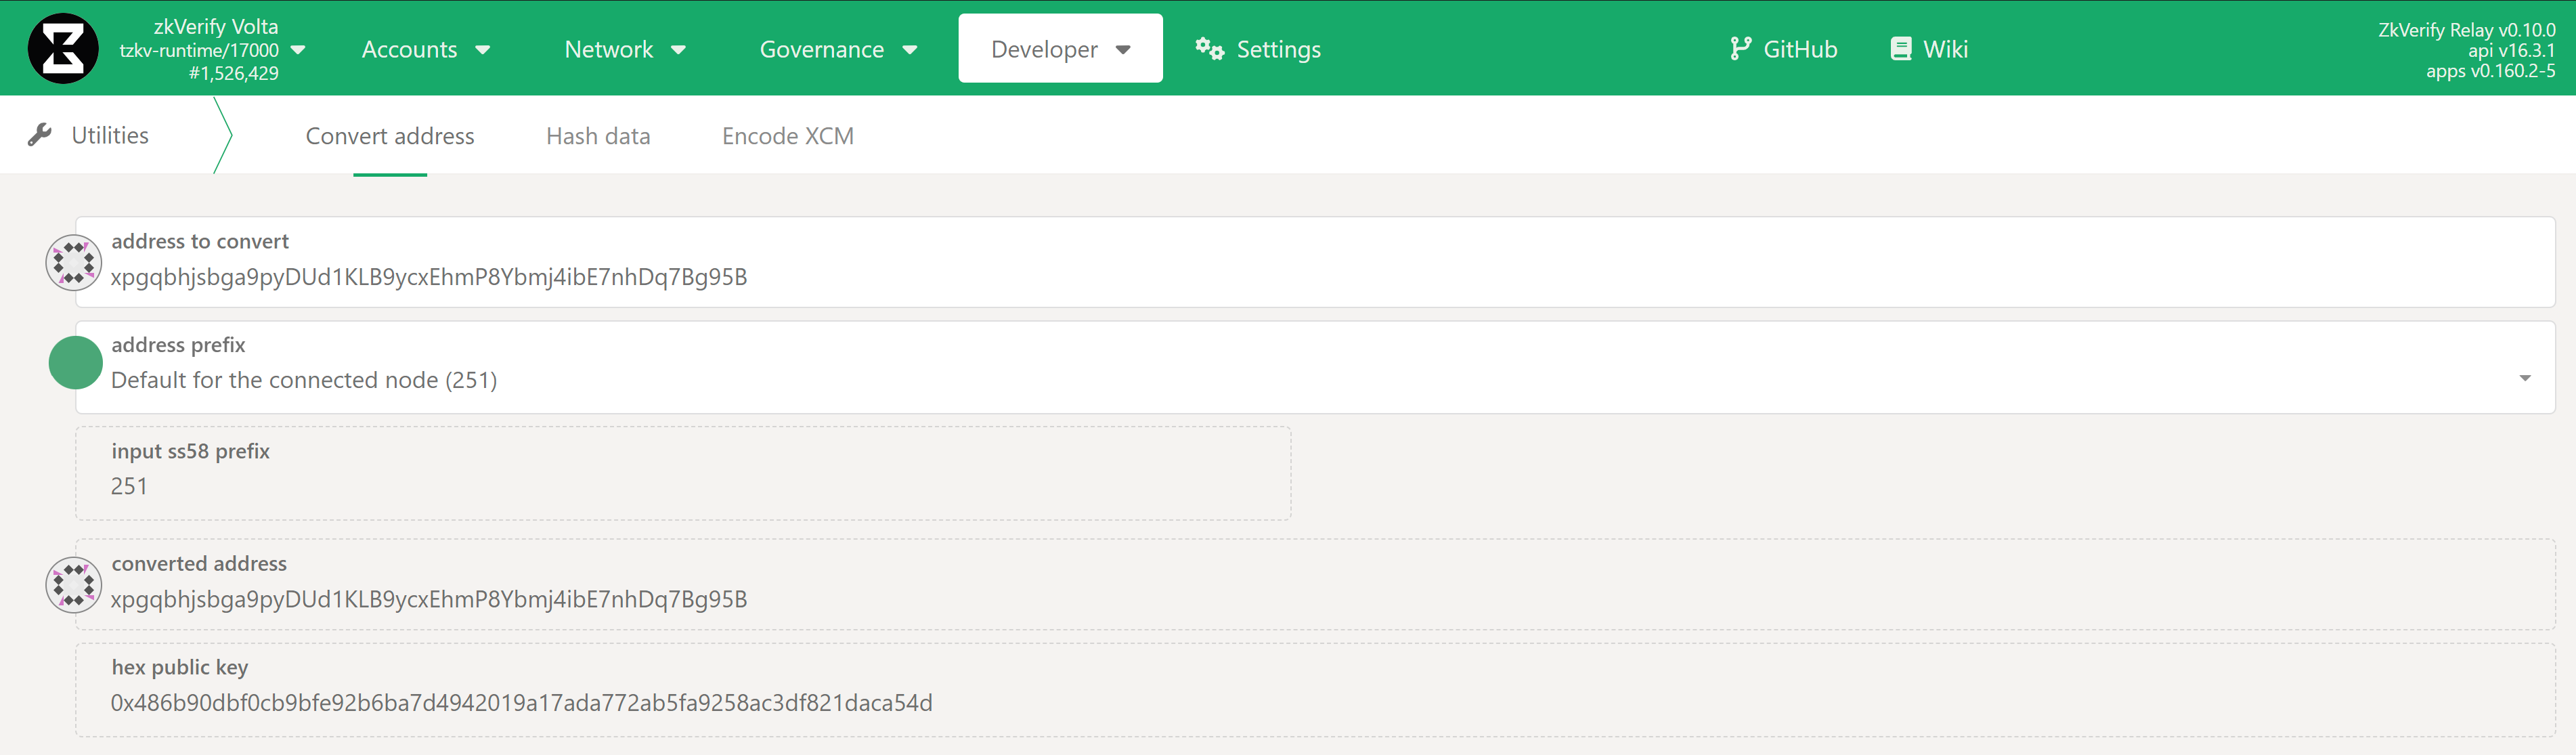 zkVerify Volta
tzkv-runtime/17000
#1,526,429
Accounts
Network
Governance
Developer
Settings
GitHub
Wiki
ZkVerify Relay v0.10.0
api v16.3.1
apps v0.160.2-5
Utilities
Convert address
Hash data
Encode XCM
address to convert
xpgqbhjsbga9pyDUd1KLB9ycxEhmP8Ybmj4ibE7nhDq7Bg95B
address prefix
Default for the connected node (251)
input ss58 prefix
251
converted address
xpgqbhjsbga9pyDUd1KLB9ycxEhmP8Ybmj4ibE7nhDq7Bg95B
hex public key
0x486b90dbf0cb9bfe92b6ba7d4942019a17ada772ab5fa9258ac3df821daca54d